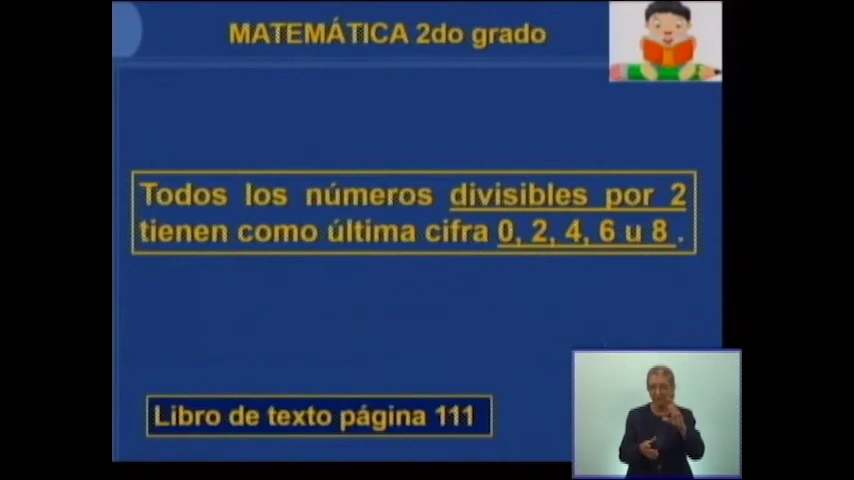 MATEMÁTICA 2do grado
Todos los números divisibles por 2
tienen como última cifra 0, 2, 4, 6 u 8 .
Libro de texto página 111